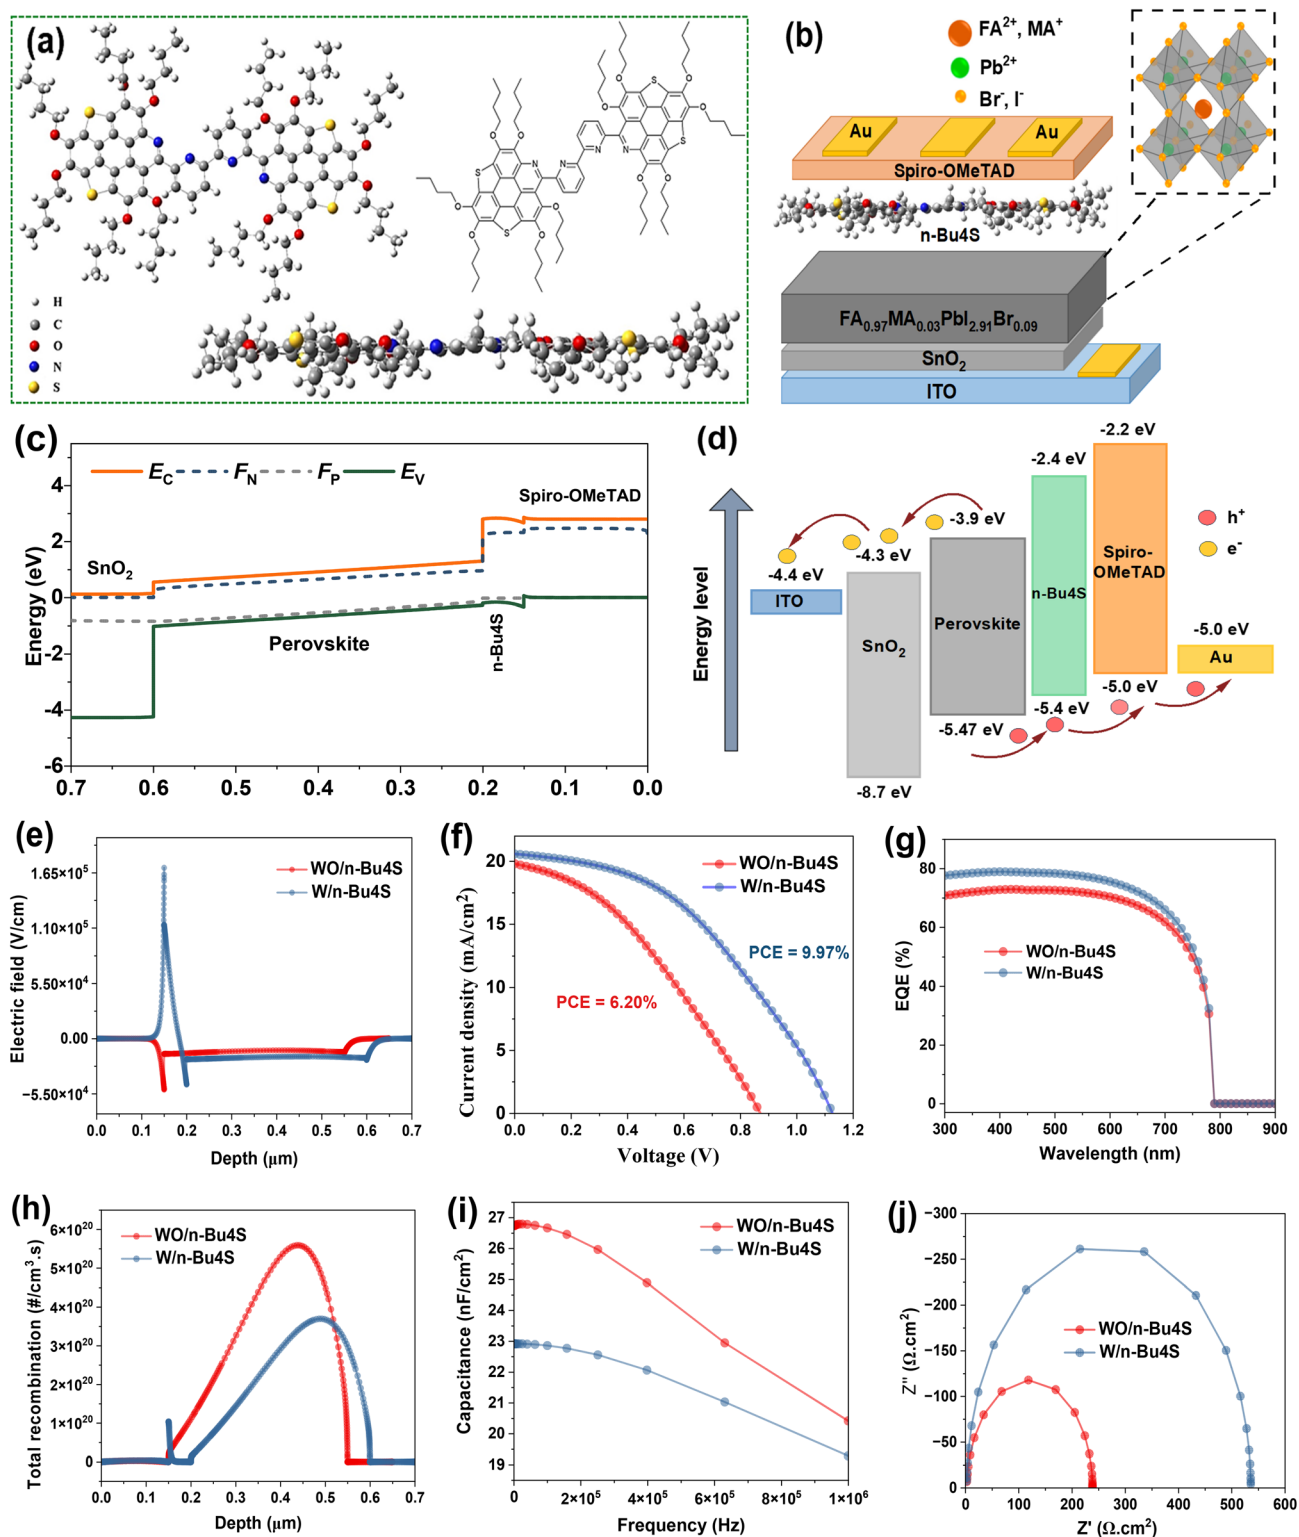 (a)
S
S
N
N
N
N
S
S
O
O
O
O
O
O
O
O
O
O
O
O
H
C
O
N
S
(b)
FA²⁺, MA⁺
Pb²⁺
Br⁻, I⁻
Au
Au
Spiro-OMeTAD
n-Bu4S
FA₀.₉₇MA₀.₀₃PbI₂.₉₁Br₀.₀₉
SnO₂
ITO
(c)
E_C F_N F_P E_V
SnO₂
Spiro-OMeTAD
Perovskite
n-Bu4S
Energy (eV)
4
2
0
-2
-4
-6
0.7 0.6 0.5 0.4 0.3 0.2 0.1 0.0
(d)
Energy level
-2.2 eV
-2.4 eV
-3.9 eV
-4.3 eV
-4.4 eV
ITO
SnO₂
Perovskite
n-Bu4S
Spiro-
OMeTAD
h⁺
e⁻
-5.0 eV
Au
-5.0 eV
-5.4 eV
-5.47 eV
-8.7 eV
(e)
WO/n-Bu4S
W/n-Bu4S
Electric field (V/cm)
1.65×10⁵
1.10×10⁵
5.50×10⁴
0.00
−5.50×10⁴
0.0 0.1 0.2 0.3 0.4 0.5 0.6 0.7
Depth (μm)
(f)
WO/n-Bu4S
W/n-Bu4S
PCE = 9.97%
PCE = 6.20%
Current density (mA/cm²)
20
15
10
5
0
0.0 0.2 0.4 0.6 0.8 1.0 1.2
Voltage (V)
(g)
WO/n-Bu4S
W/n-Bu4S
EQE (%)
80
60
40
20
0
300 400 500 600 700 800 900
Wavelength (nm)
(h)
WO/n-Bu4S
W/n-Bu4S
Total recombination (#/cm³.s)
6×10²⁰
5×10²⁰
4×10²⁰
3×10²⁰
2×10²⁰
1×10²⁰
0
0.0 0.1 0.2 0.3 0.4 0.5 0.6 0.7
Depth (μm)
(i)
WO/n-Bu4S
W/n-Bu4S
Capacitance (nF/cm²)
27
26
25
24
23
22
21
20
19
0 2×10⁵ 4×10⁵ 6×10⁵ 8×10⁵ 1×10⁶
Frequency (Hz)
(j)
WO/n-Bu4S
W/n-Bu4S
Z'' (Ω.cm²)
−300
−250
−200
−150
−100
−50
0
0 100 200 300 400 500 600
Z' (Ω.cm²)